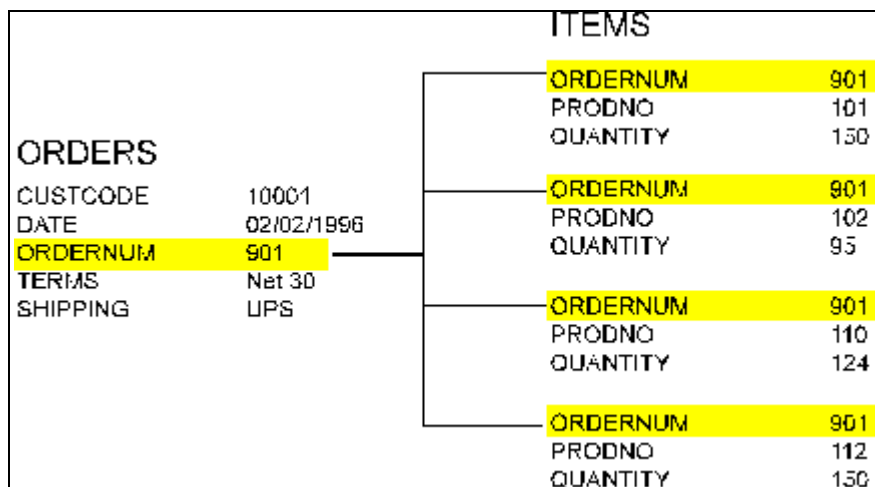 ITEMS
ORDERNUM 901
PRODNO 101
QUANTITY 150
ORDERS
CUSTCODE 10001
DATE 02/02/1996
ORDERNUM 901
TERMS Net 30
SHIPPING UPS
ORDERNUM 901
PRODNO 102
QUANTITY 95
ORDERNUM 901
PRODNO 110
QUANTITY 124
ORDERNUM 901
PRODNO 112
QUANTITY 150